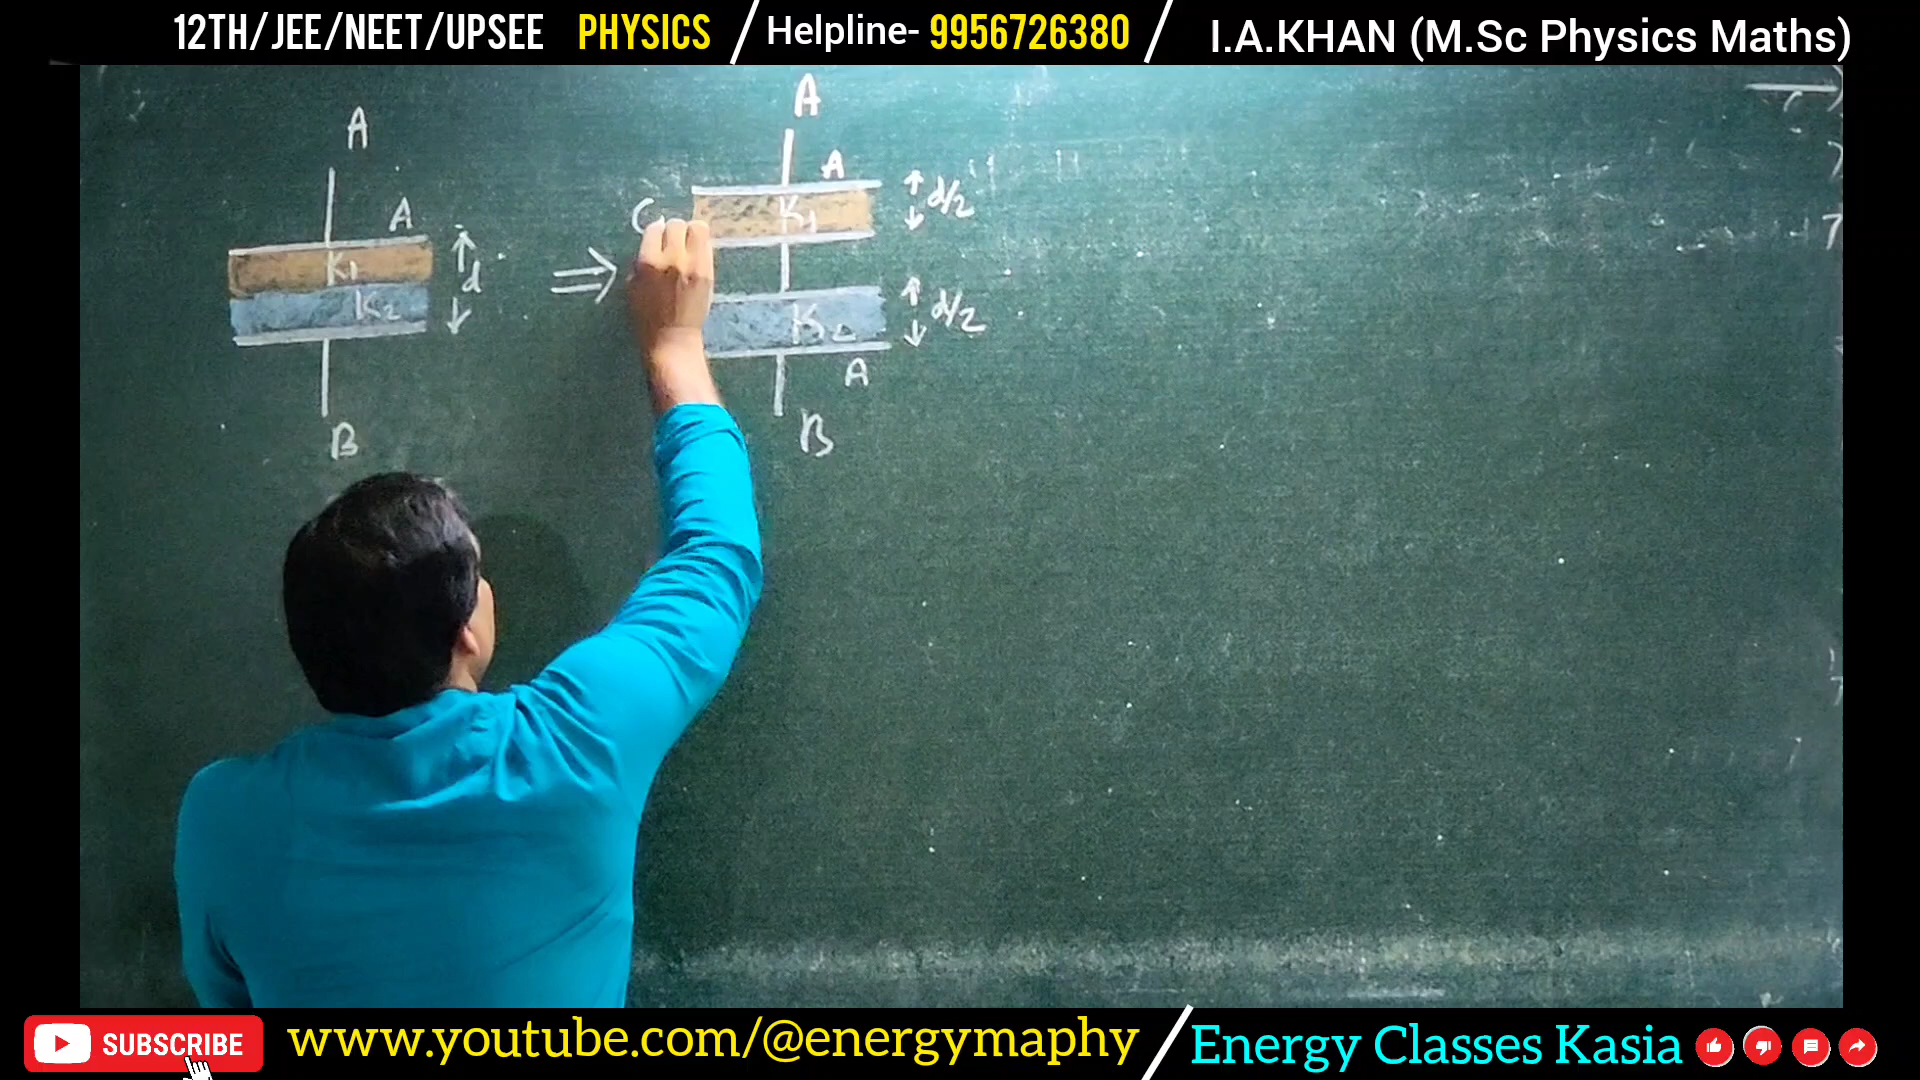 12TH/JEE/NEET/UPSEE PHYSICS / Helpline- 9956726380 / I.A.KHAN (M.Sc Physics Maths)
A
A
K1
K2
d
B
⇒
A
A
C1
K1
d/2
K2
d/2
A
B
SUBSCRIBE
www.youtube.com/@energymaphy / Energy Classes Kasia